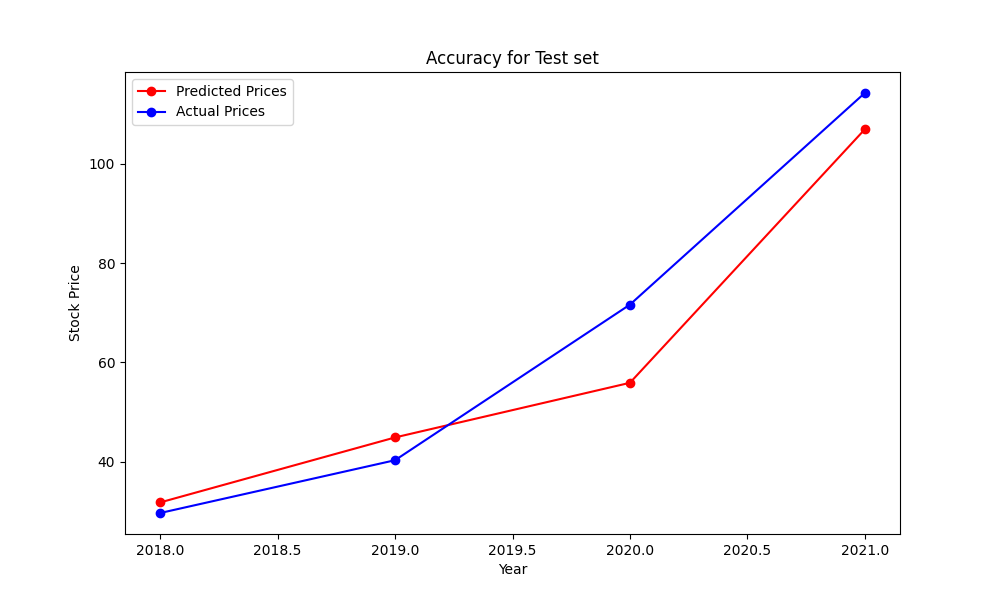 Accuracy for Test set
Predicted Prices
Actual Prices
100
80
60
40
Stock Price
2018.0 2018.5 2019.0 2019.5 2020.0 2020.5 2021.0
Year